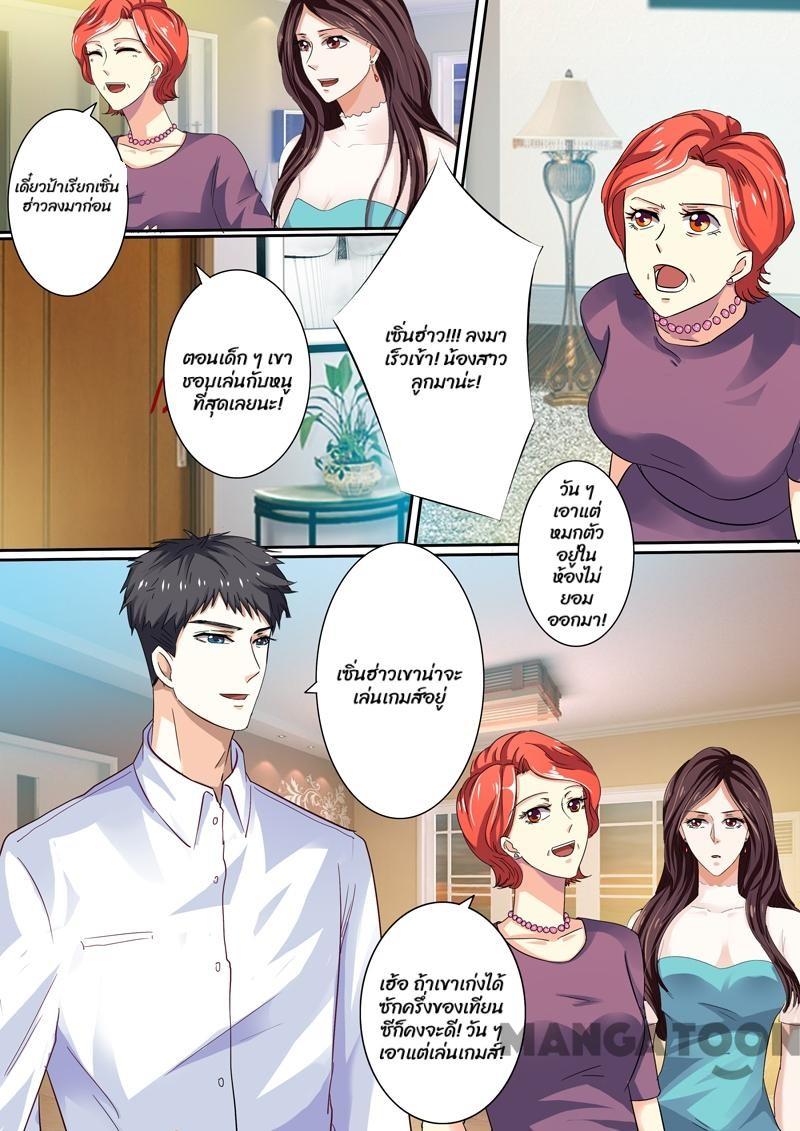 เดี๋ยวป้าเรียกเซิ่น
ฮ่าวลงมาก่อน
เซิ่นฮ่าว!!! ลงมา
เร็วเข้า! น้องสาว
ลูกมาน่ะ!
ตอนเด็ก ๆ เขา
ชอบเล่นกับหนู
ที่สุดเลยนะ!
วัน ๆ
เอาแต่
หมกตัว
อยู่ใน
ห้องไม่
ยอม
ออกมา!
เซิ่นฮ่าวเขาน่าจะ
เล่นเกมส์อยู่
เฮ้อ ถ้าเขาเก่งได้
ซักครึ่งของเทียน
ซีก็คงจะดี! วัน ๆ
เอาแต่เล่นเกมส์!
MANGATOON